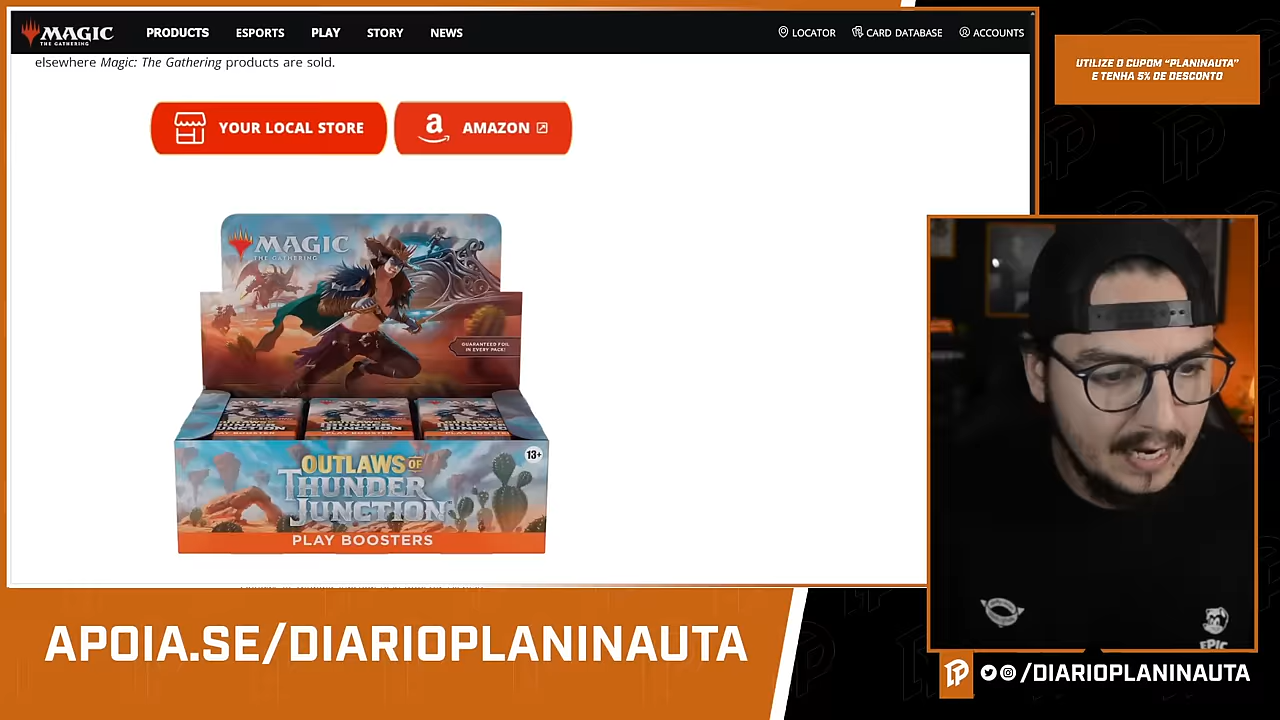 MAGIC
THE GATHERING
PRODUCTS
ESPORTS
PLAY
STORY
NEWS
LOCATOR
CARD DATABASE
ACCOUNTS
elsewhere Magic: The Gathering products are sold.
YOUR LOCAL STORE
AMAZON
UTILIZE O CUPOM “PLANINAUTA”
E TENHA 5% DE DESCONTO
MAGIC
THE GATHERING
GUARANTEED FOIL
IN EVERY PACK!
OUTLAWS OF
THUNDER
JUNCTION
PLAY BOOSTERS
13+
EPIC
APOIA.SE/DIARIOPLANINAUTA
/DIARIOPLANINAUTA